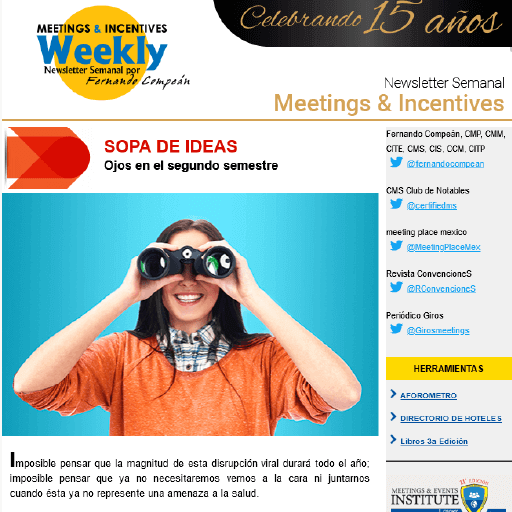 Celebrando 15 años
MEETINGS & INCENTIVES
Weekly
Newsletter Semanal por
Fernando Compeán
Newsletter Semanal
Meetings & Incentives
SOPA DE IDEAS
Ojos en el segundo semestre
Imposible pensar que la magnitud de esta disrupción viral durará todo el año;
imposible pensar que ya no necesitaremos vernos a la cara ni juntarnos
cuando ésta ya no represente una amenaza a la salud.
Fernando Compeán, CMP, CMM,
CITE, CMS, CIS, CCM, CITP
@fernandocompean
CMS Club de Notables
@certifiedms
meeting place mexico
@MeetingPlaceMex
Revista ConvencioneS
@RConvencioneS
Periódico Giros
@Girosmeetings
HERRAMIENTAS
AFOROMETRO
DIRECTORIO DE HOTELES
Libros 3a Edición
MEETINGS & EVENTS
INSTITUTE